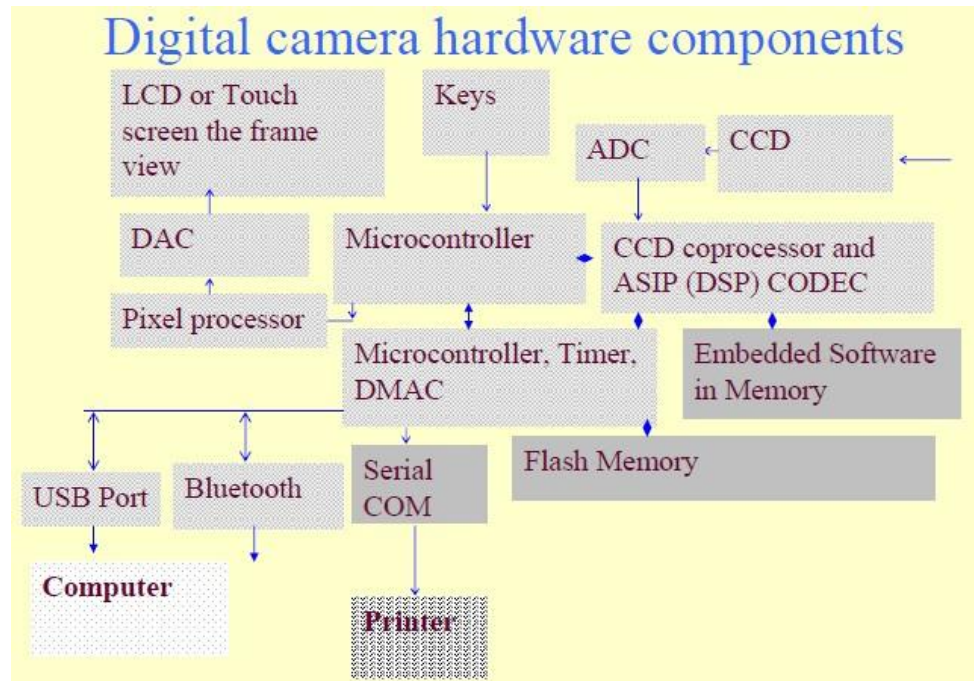 Digital camera hardware components
LCD or Touch
screen the frame
view
Keys
ADC
CCD
DAC
Microcontroller
CCD coprocessor and
ASIP (DSP) CODEC
Pixel processor
Microcontroller, Timer,
DMAC
Embedded Software
in Memory
USB Port
Bluetooth
Serial
COM
Flash Memory
Computer
Printer